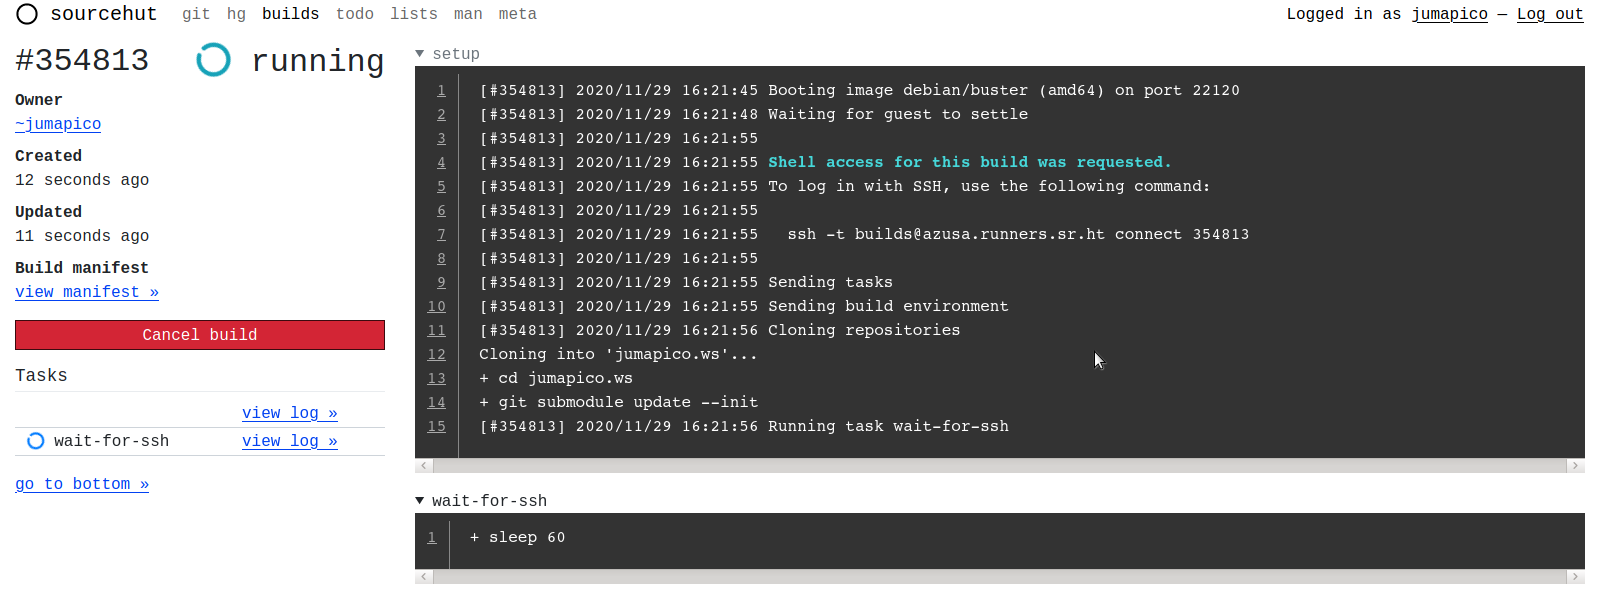 sourcehut git hg builds todo lists man meta Logged in as jumapico — Log out
#354813 running
Owner
~jumapico
Created
12 seconds ago
Updated
11 seconds ago
Build manifest
view manifest »
Cancel build
Tasks
view log »
wait-for-ssh view log »
go to bottom »
setup
1 [#354813] 2020/11/29 16:21:45 Booting image debian/buster (amd64) on port 22120
2 [#354813] 2020/11/29 16:21:48 Waiting for guest to settle
3 [#354813] 2020/11/29 16:21:55
4 [#354813] 2020/11/29 16:21:55 Shell access for this build was requested.
5 [#354813] 2020/11/29 16:21:55 To log in with SSH, use the following command:
6 [#354813] 2020/11/29 16:21:55
7 [#354813] 2020/11/29 16:21:55   ssh -t builds@azusa.runners.sr.ht connect 354813
8 [#354813] 2020/11/29 16:21:55
9 [#354813] 2020/11/29 16:21:55 Sending tasks
10 [#354813] 2020/11/29 16:21:55 Sending build environment
11 [#354813] 2020/11/29 16:21:56 Cloning repositories
12 Cloning into 'jumapico.ws'...
13 + cd jumapico.ws
14 + git submodule update --init
15 [#354813] 2020/11/29 16:21:56 Running task wait-for-ssh
wait-for-ssh
1 + sleep 60